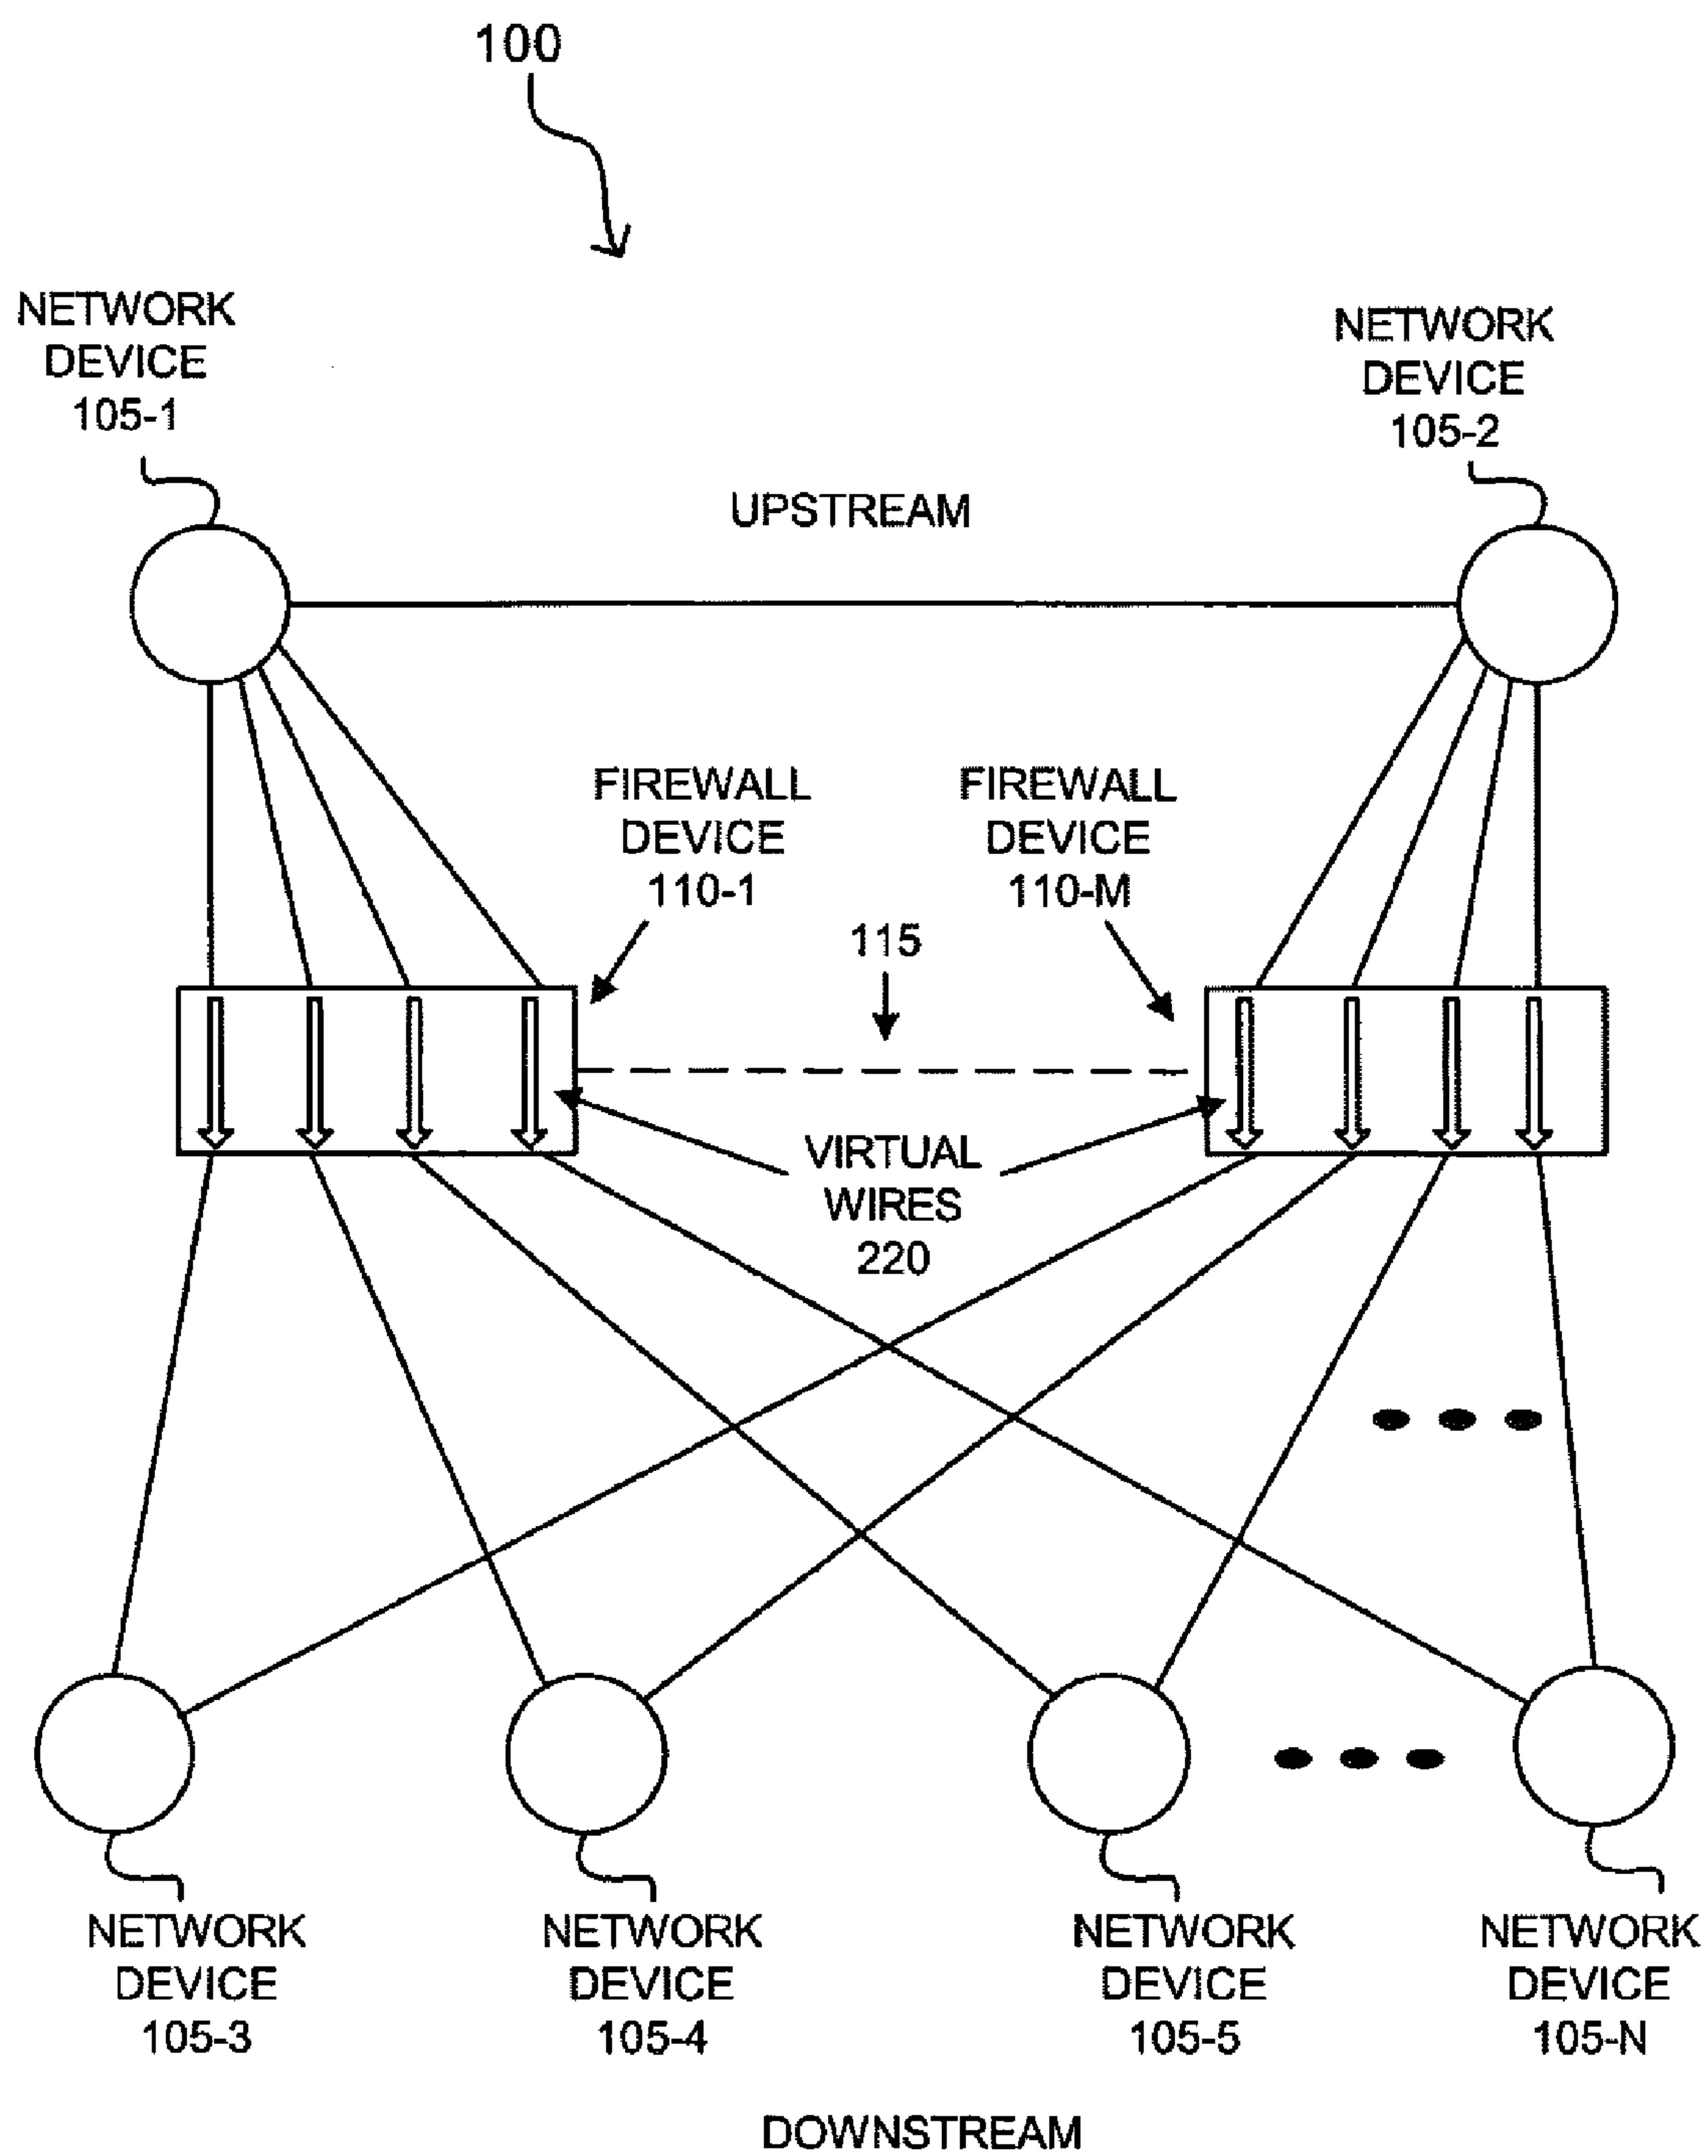 100
NETWORK
DEVICE
105-1
NETWORK
DEVICE
105-2
UPSTREAM
FIREWALL
DEVICE
110-1
FIREWALL
DEVICE
110-M
115
VIRTUAL
WIRES
220
NETWORK
DEVICE
105-3
NETWORK
DEVICE
105-4
NETWORK
DEVICE
105-5
NETWORK
DEVICE
105-N
DOWNSTREAM